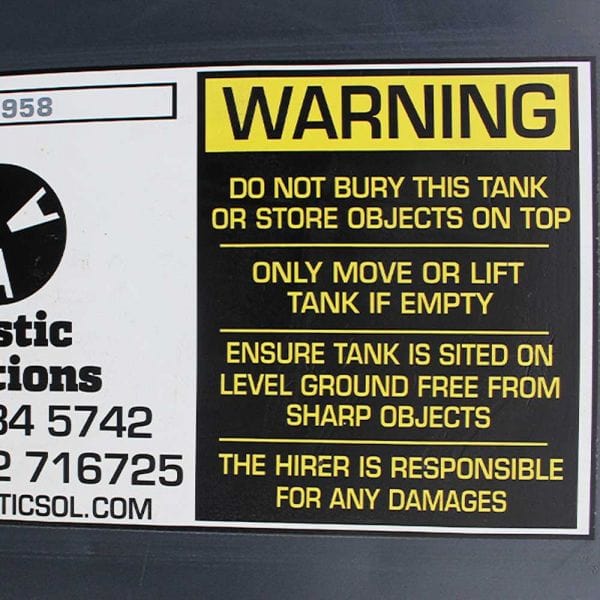 958
WARNING
DO NOT BURY THIS TANK
OR STORE OBJECTS ON TOP
ONLY MOVE OR LIFT
TANK IF EMPTY
ENSURE TANK IS SITED ON
LEVEL GROUND FREE FROM
SHARP OBJECTS
THE HIRER IS RESPONSIBLE
FOR ANY DAMAGES
stic
tions
34 5742
2 716725
TICSOL.COM